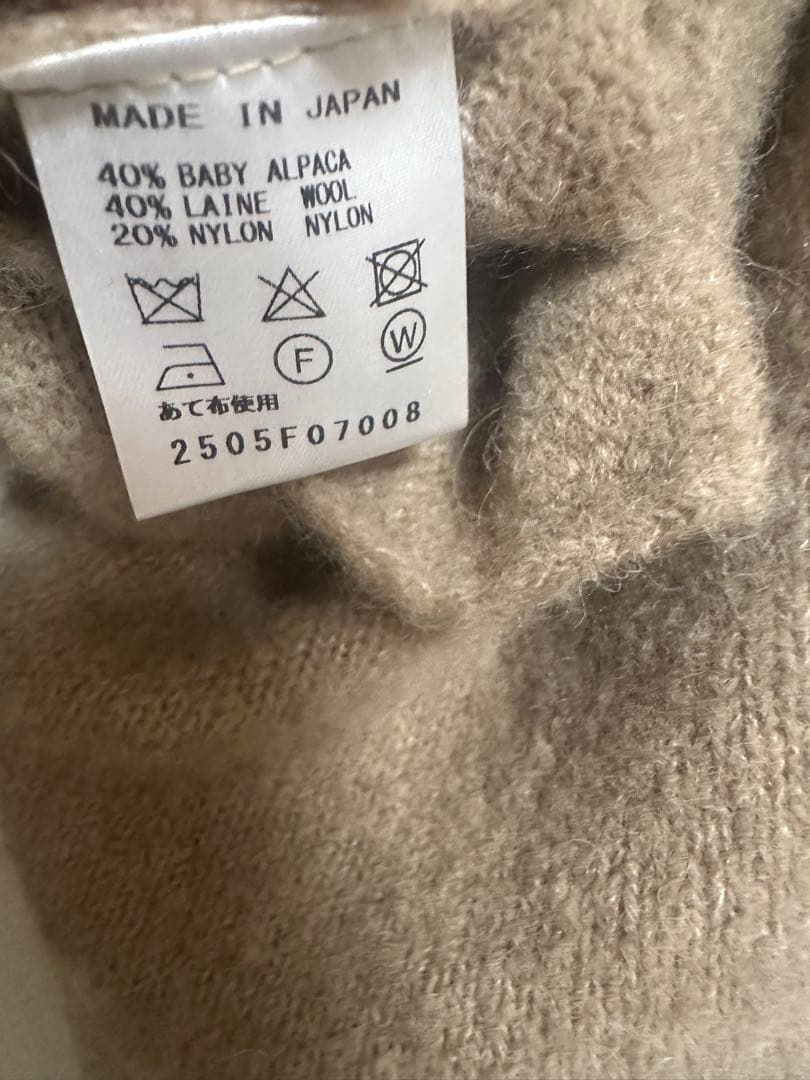 MADE IN JAPAN
40% BABY ALPACA
40% LAINE WOOL
20% NYLON NYLON
F W
あて布使用
2505F07008